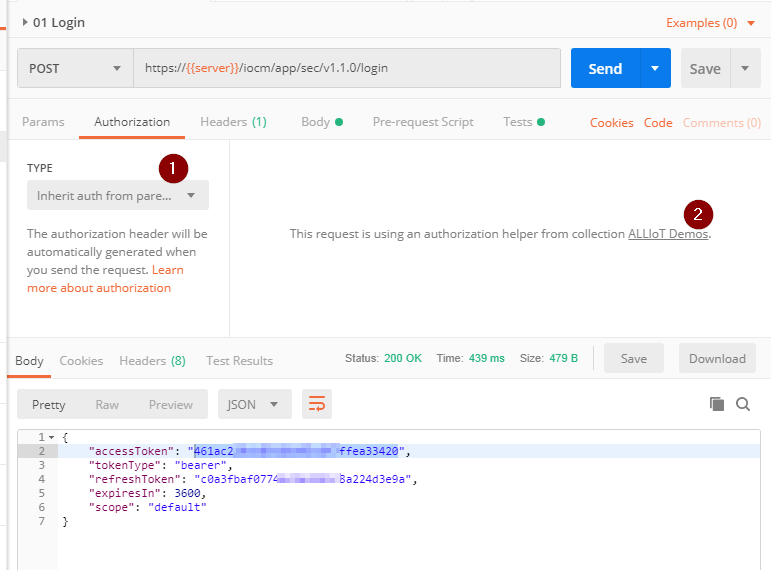 01 Login
Examples (0)
POST
https://{{server}}/iocm/app/sec/v1.1.0/login
Send
Save
Params
Authorization
Headers (1)
Body
Pre-request Script
Tests
Cookies
Code
Comments (0)
TYPE
1
Inherit auth from pare...
The authorization header will be
automatically generated when
you send the request. Learn
more about authorization
2
This request is using an authorization helper from collection ALLIoT Demos.
Body
Cookies
Headers (8)
Test Results
Status: 200 OK
Time: 439 ms
Size: 479 B
Save
Download
Pretty
Raw
Preview
JSON
1 {
2 "accessToken": "461ac2 ffea33420",
3 "tokenType": "bearer",
4 "refreshToken": "c0a3fbaf0774 8a224d3e9a",
5 "expiresIn": 3600,
6 "scope": "default"
7 }